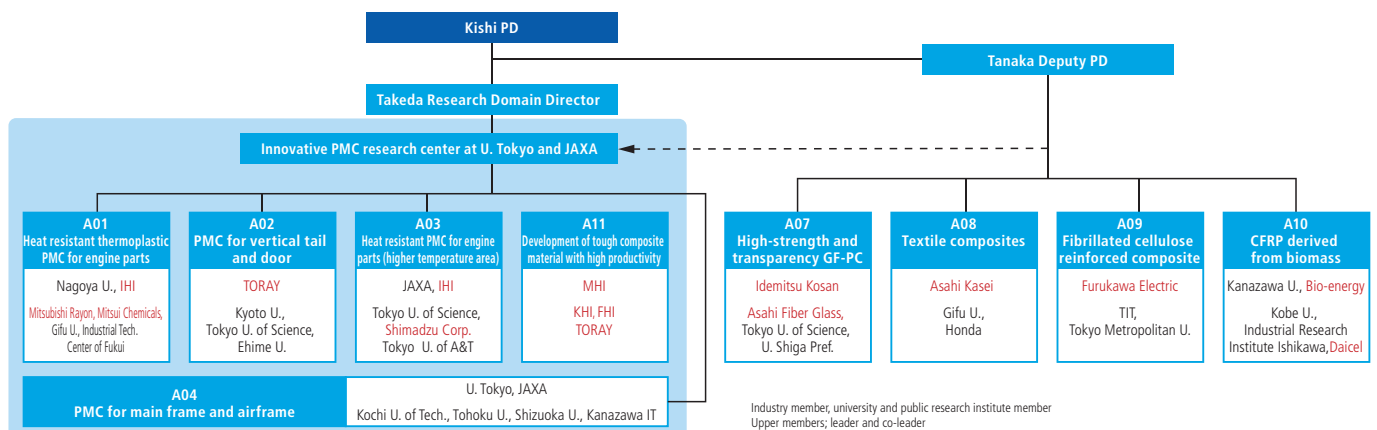 Kishi PD
Tanaka Deputy PD
Takeda Research Domain Director
Innovative PMC research center at U. Tokyo and JAXA
A01
Heat resistant thermoplastic
PMC for engine parts
Nagoya U., IHI
Mitsubishi Rayon, Mitsui Chemicals,
Gifu U., Industrial Tech.
Center of Fukui
A02
PMC for vertical tail
and door
TORAY
Kyoto U.,
Tokyo U. of Science,
Ehime U.
A03
Heat resistant PMC for engine
parts (higher temperature area)
JAXA, IHI
Tokyo U. of Science,
Shimadzu Corp.
Tokyo U. of A&T
A11
Development of tough composite
material with high productivity
MHI
KHI, FHI
TORAY
A07
High-strength and
transparency GF-PC
Idemitsu Kosan
Asahi Fiber Glass,
Tokyo U. of Science,
U. Shiga Pref.
A08
Textile composites
Asahi Kasei
Gifu U.,
Honda
A09
Fibrillated cellulose
reinforced composite
Furukawa Electric
TIT,
Tokyo Metropolitan U.
A10
CFRP derived
from biomass
Kanazawa U., Bio-energy
Kobe U.,
Industrial Research
Institute Ishikawa,Daicel
A04
PMC for main frame and airframe
U. Tokyo, JAXA
Kochi U. of Tech., Tohoku U., Shizuoka U., Kanazawa IT
Industry member, university and public research institute member
Upper members; leader and co-leader